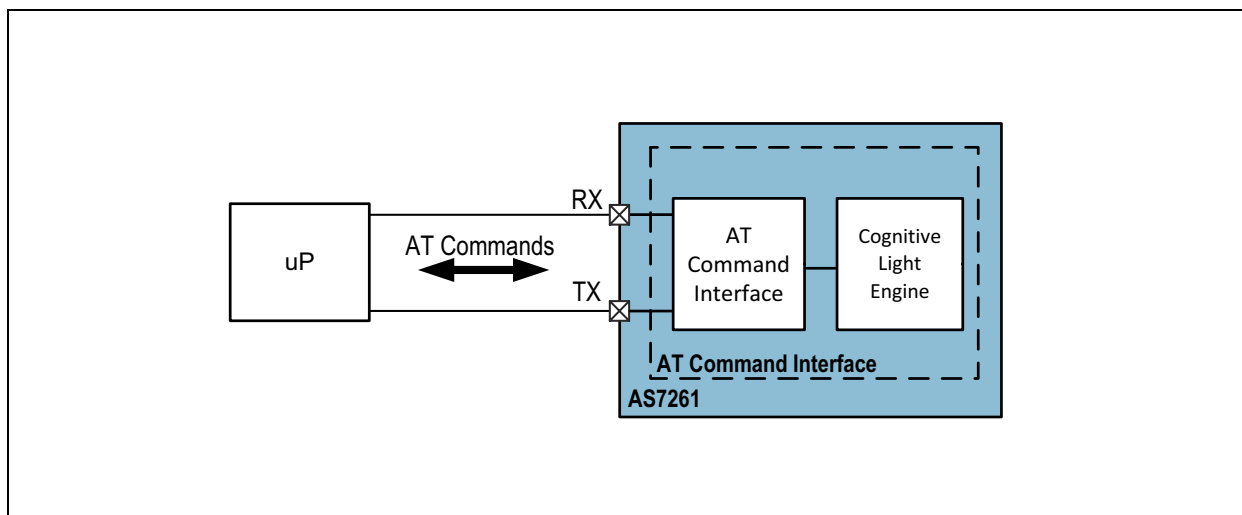 RX
uP
AT Commands
TX
AT
Command
Interface
Cognitive
Light
Engine
AT Command Interface
AS7261